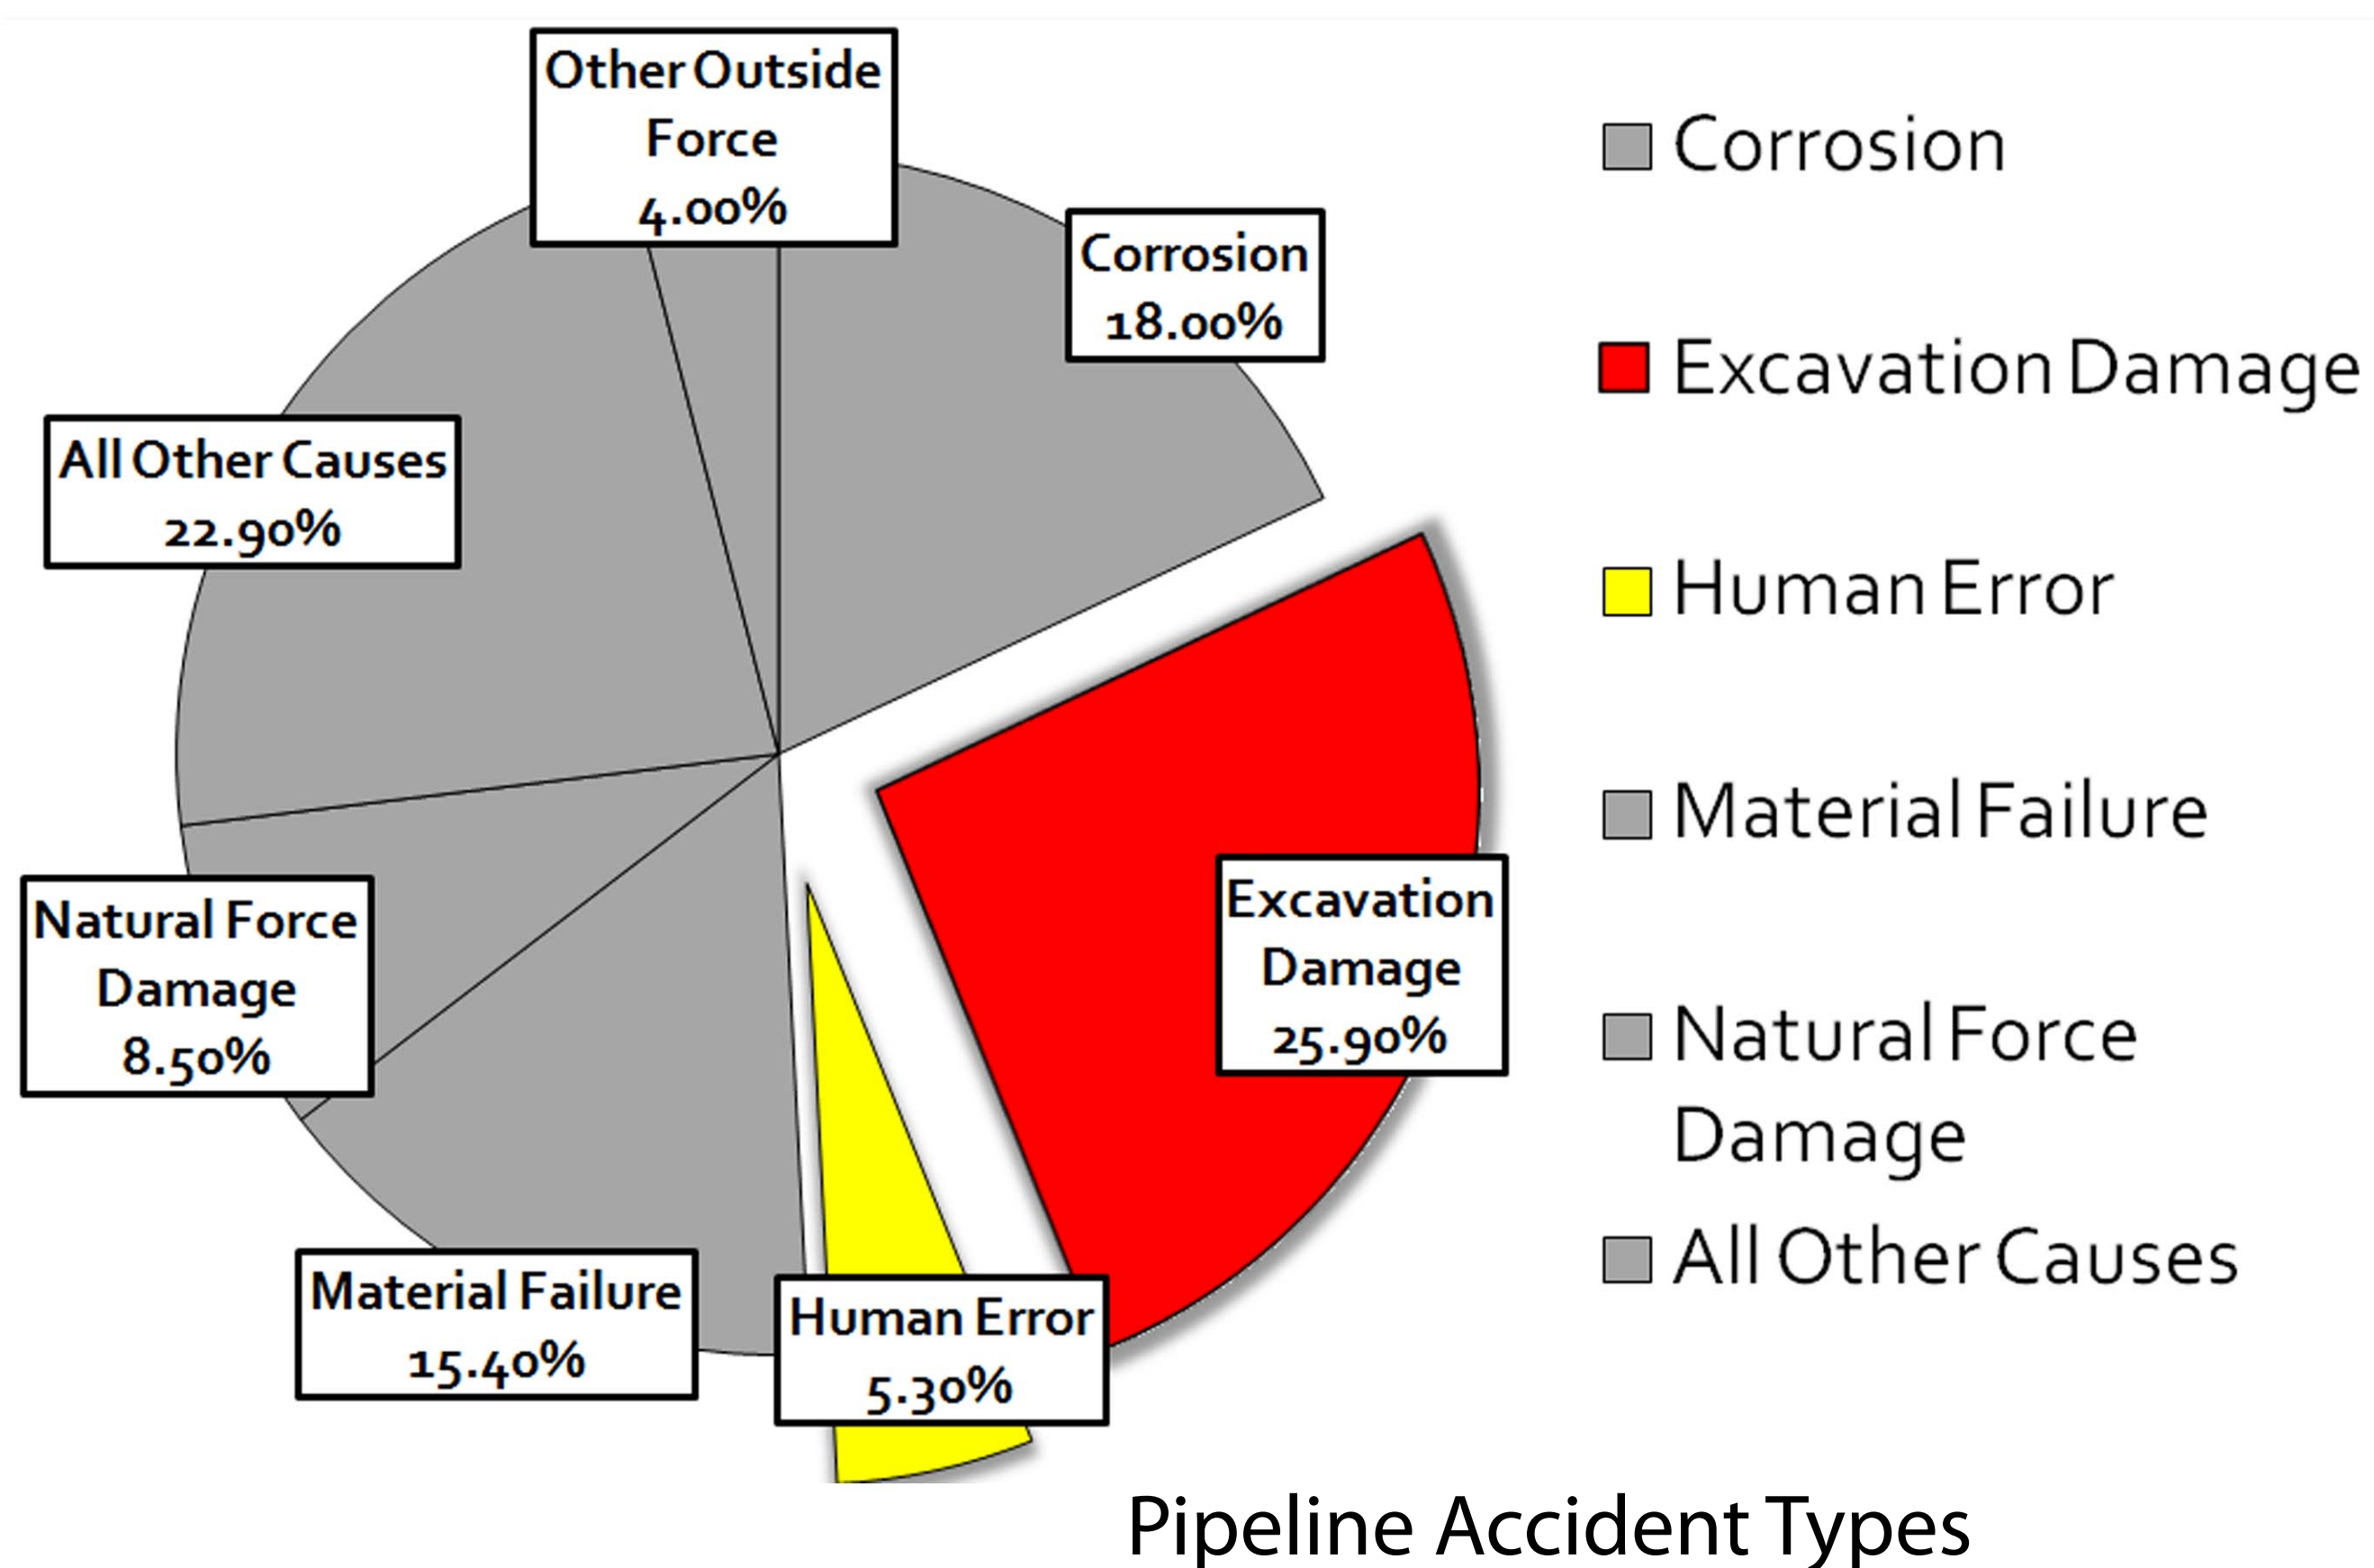 Other Outside
Force
4.00%
Corrosion
18.00%
All Other Causes
22.90%
Excavation
Damage
25.90%
Natural Force
Damage
8.50%
Material Failure
15.40%
Human Error
5.30%
Corrosion
Excavation Damage
Human Error
Material Failure
Natural Force
Damage
All Other Causes
Pipeline Accident Types